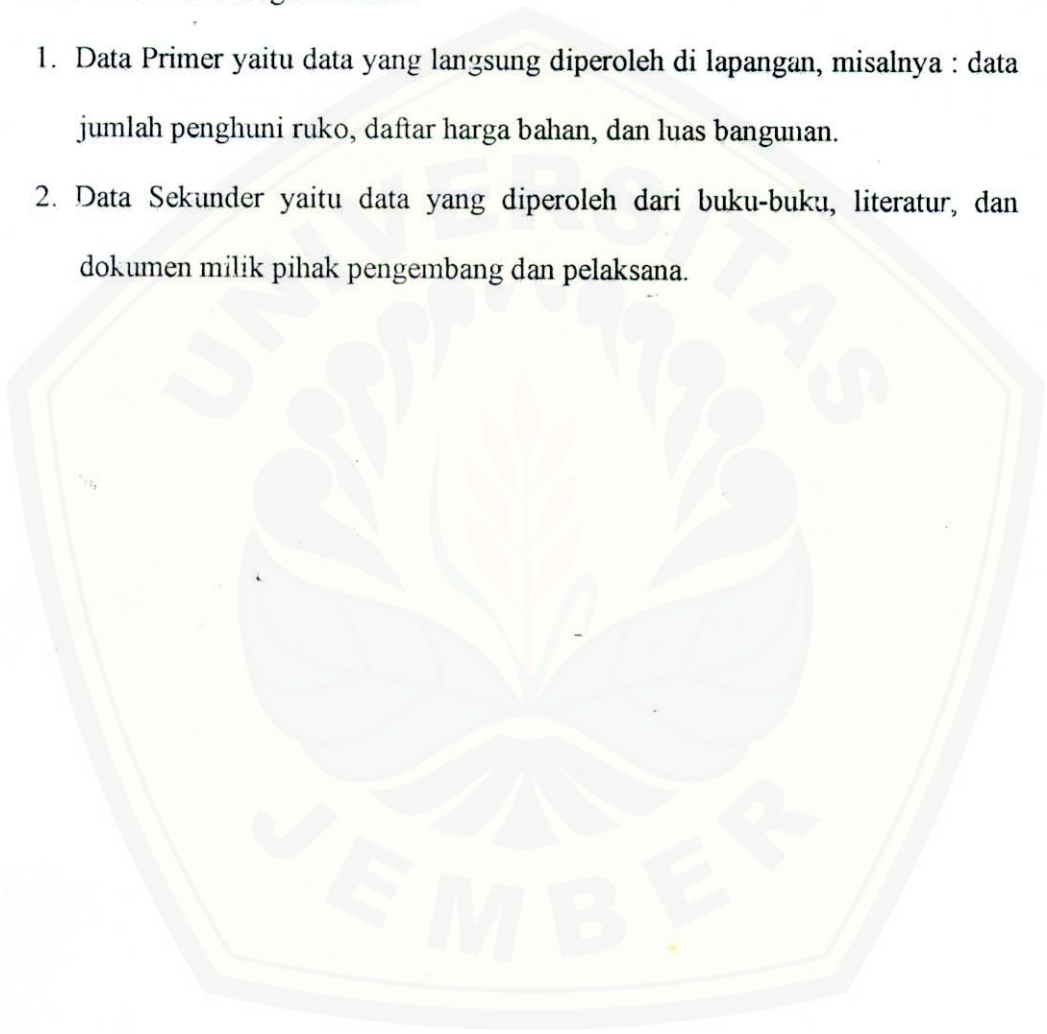 1. Data Primer yaitu data yang langsung diperoleh di lapangan, misalnya : data
jumlah penghuni ruko, daftar harga bahan, dan luas bangunan.
2. Data Sekunder yaitu data yang diperoleh dari buku-buku, literatur, dan
dokumen milik pihak pengembang dan pelaksana.
UNIVERSITAS
JEMBER